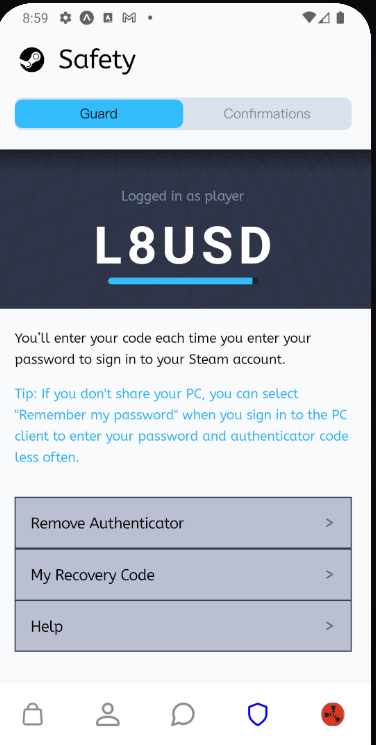 8:59
Safety
Guard
Confirmations
Logged in as player
L8USD
You'll enter your code each time you enter your
password to sign in to your Steam account.
Tip: If you don't share your PC, you can select
"Remember my password" when you sign in to the PC
client to enter your password and authenticator code
less often.
Remove Authenticator >
My Recovery Code >
Help >